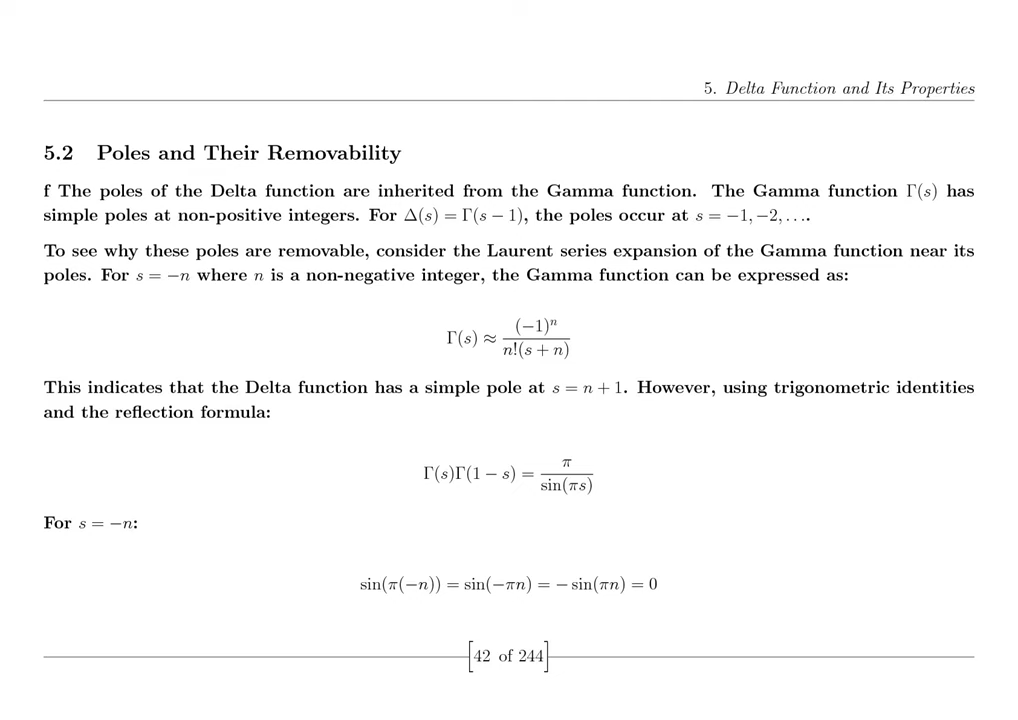 5. Delta Function and Its Properties
5.2 Poles and Their Removability
f The poles of the Delta function are inherited from the Gamma function. The Gamma function Γ(s) has
simple poles at non-positive integers. For Δ(s) = Γ(s − 1), the poles occur at s = −1, −2, . . ..
To see why these poles are removable, consider the Laurent series expansion of the Gamma function near its
poles. For s = −n where n is a non-negative integer, the Gamma function can be expressed as:
Γ(s) ≈ (−1)ⁿ / n!(s + n)
This indicates that the Delta function has a simple pole at s = n + 1. However, using trigonometric identities
and the reflection formula:
Γ(s)Γ(1 − s) = π / sin(πs)
For s = −n:
sin(π(−n)) = sin(−πn) = − sin(πn) = 0
[42 of 244]